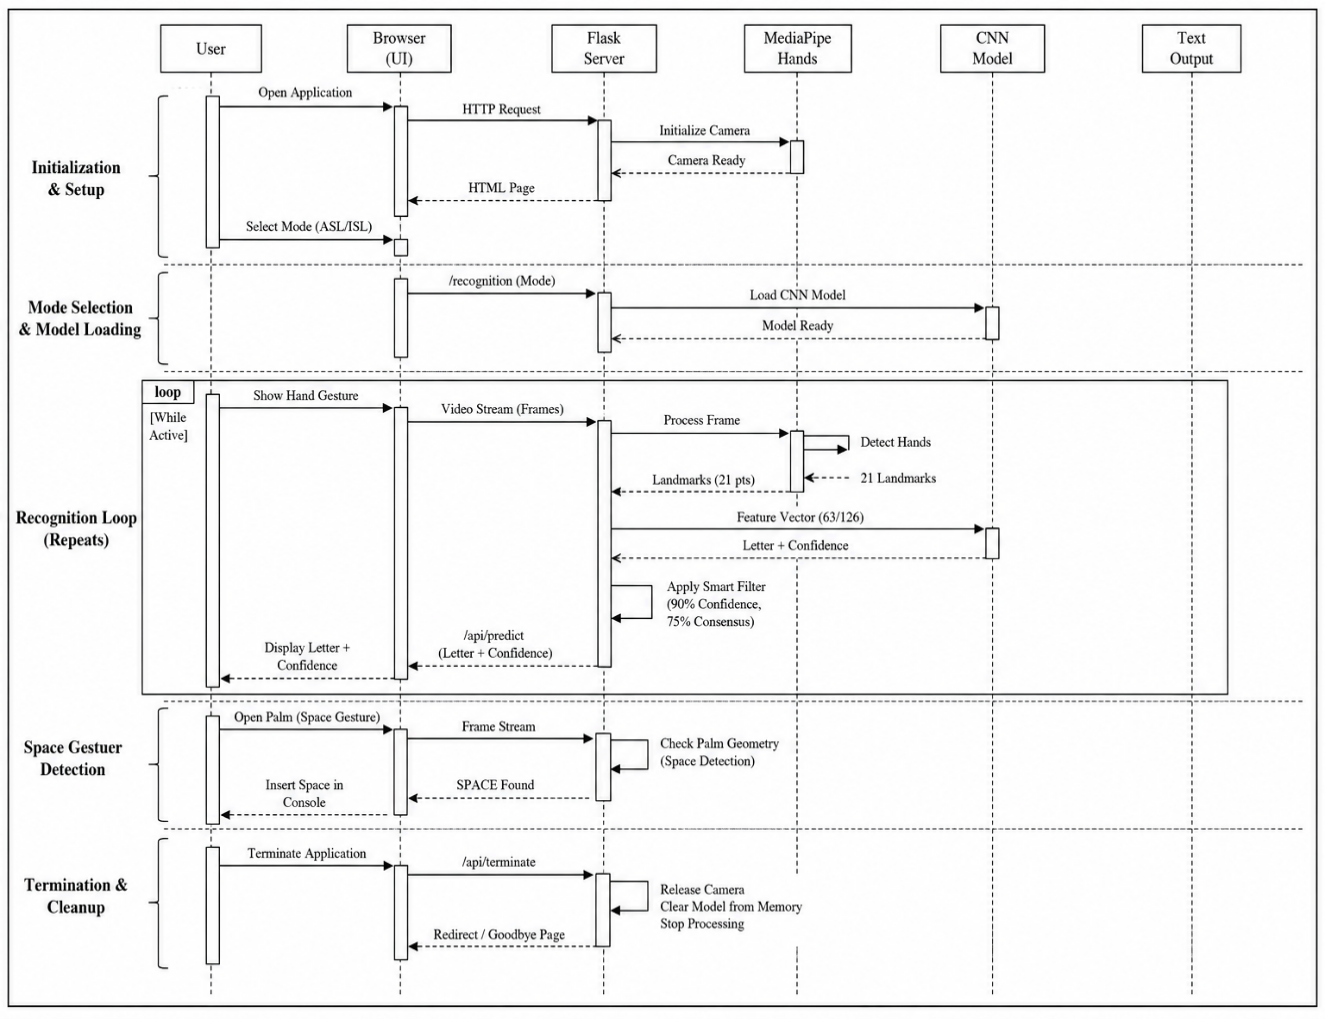 User
Browser
(UI)
Flask
Server
MediaPipe
Hands
CNN
Model
Text
Output
Initialization
& Setup
Open Application
HTTP Request
Initialize Camera
Camera Ready
HTML Page
Select Mode (ASL/ISL)
Mode Selection
& Model Loading
/recognition (Mode)
Load CNN Model
Model Ready
loop
[While
Active]
Recognition Loop
(Repeats)
Show Hand Gesture
Video Stream (Frames)
Process Frame
Detect Hands
21 Landmarks
Landmarks (21 pts)
Feature Vector (63/126)
Letter + Confidence
Apply Smart Filter
(90% Confidence,
75% Consensus)
/api/predict
(Letter + Confidence)
Display Letter +
Confidence
Space Gestuer
Detection
Open Palm (Space Gesture)
Frame Stream
Check Palm Geometry
(Space Detection)
SPACE Found
Insert Space in
Console
Termination &
Cleanup
Terminate Application
/api/terminate
Release Camera
Clear Model from Memory
Stop Processing
Redirect / Goodbye Page